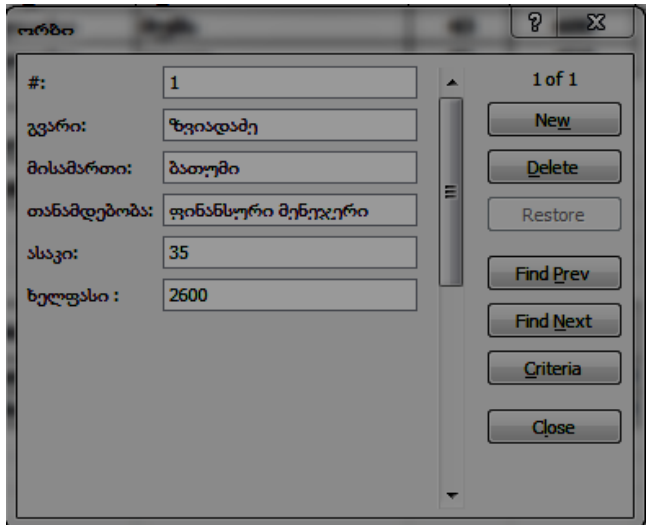 ორბი
#: 1
გვარი: ზვიადაძე
მისამართი: ბათუმი
თანამდებობა: ფინანსური მენეჯერი
ასაკი: 35
ხელფასი : 2600
1 of 1
New
Delete
Restore
Find Prev
Find Next
Criteria
Close